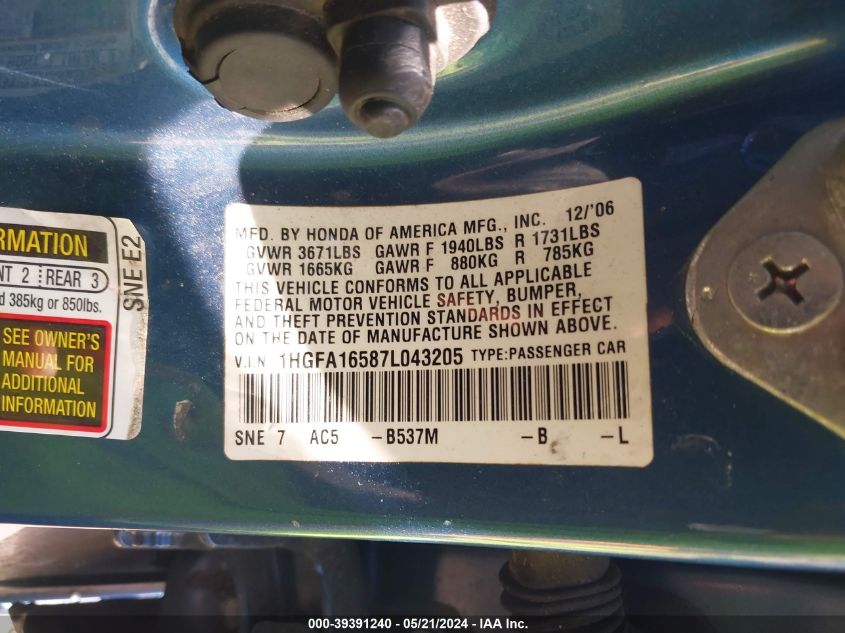 MFD. BY HONDA OF AMERICA MFG., INC. 12/'06
GVWR 3671LBS GAWR F 1940LBS R 1731LBS
GVWR 1665KG GAWR F 880KG R 785KG
THIS VEHICLE CONFORMS TO ALL APPLICABLE
FEDERAL MOTOR VEHICLE SAFETY, BUMPER,
AND THEFT PREVENTION STANDARDS IN EFFECT
ON THE DATE OF MANUFACTURE SHOWN ABOVE.
V.I.N. 1HGFA16587L043205 TYPE:PASSENGER CAR
SNE 7 AC5 -B537M -B -L
RMATION
NT 2 REAR 3
d 385kg or 850lbs.
SNE-E2
SEE OWNER'S
MANUAL FOR
ADDITIONAL
INFORMATION
000-39391240 - 05/21/2024 - IAA Inc.